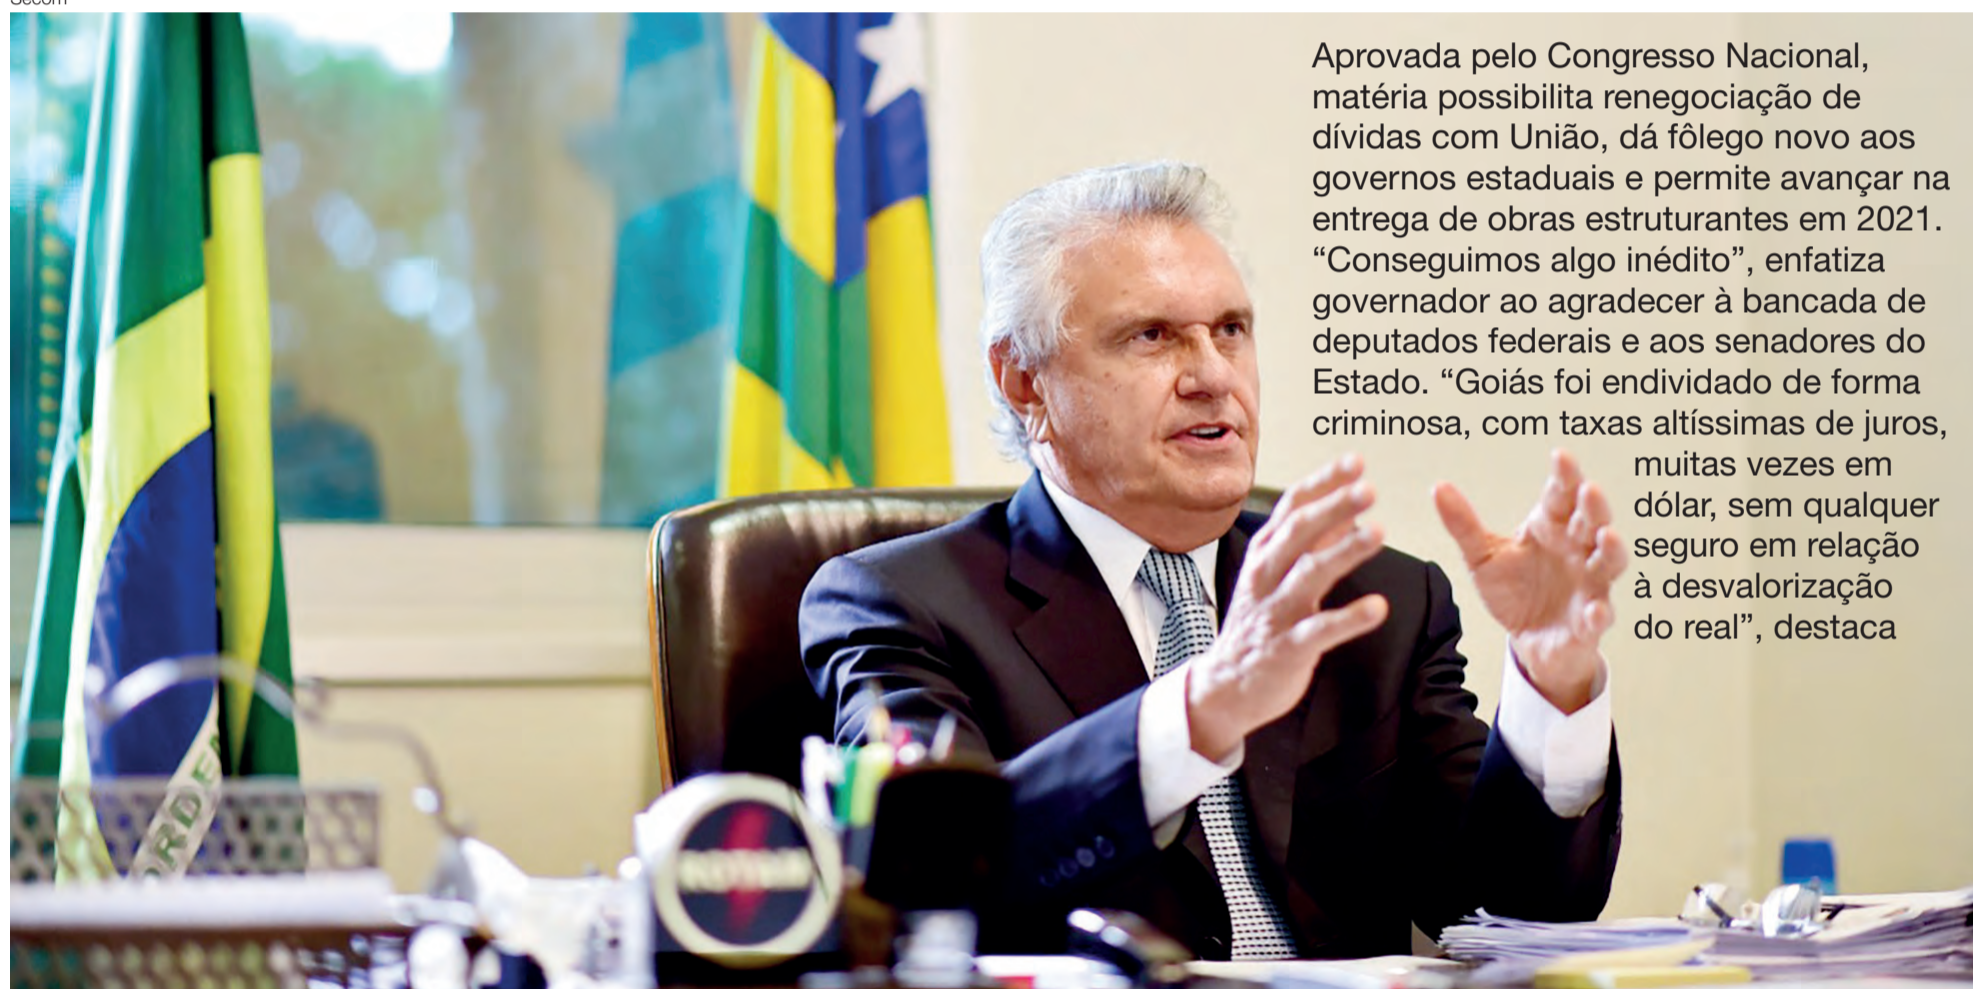 Secom
Aprovada pelo Congresso Nacional,
matéria possibilita renegociação de
dívidas com União, dá fôlego novo aos
governos estaduais e permite avançar na
entrega de obras estruturantes em 2021.
“Conseguimos algo inédito”, enfatiza
governador ao agradecer à bancada de
deputados federais e aos senadores do
Estado. “Goiás foi endividado de forma
criminosa, com taxas altíssimas de juros,
muitas vezes em
dólar, sem qualquer
seguro em relação
à desvalorização
do real”, destaca
ORDEM